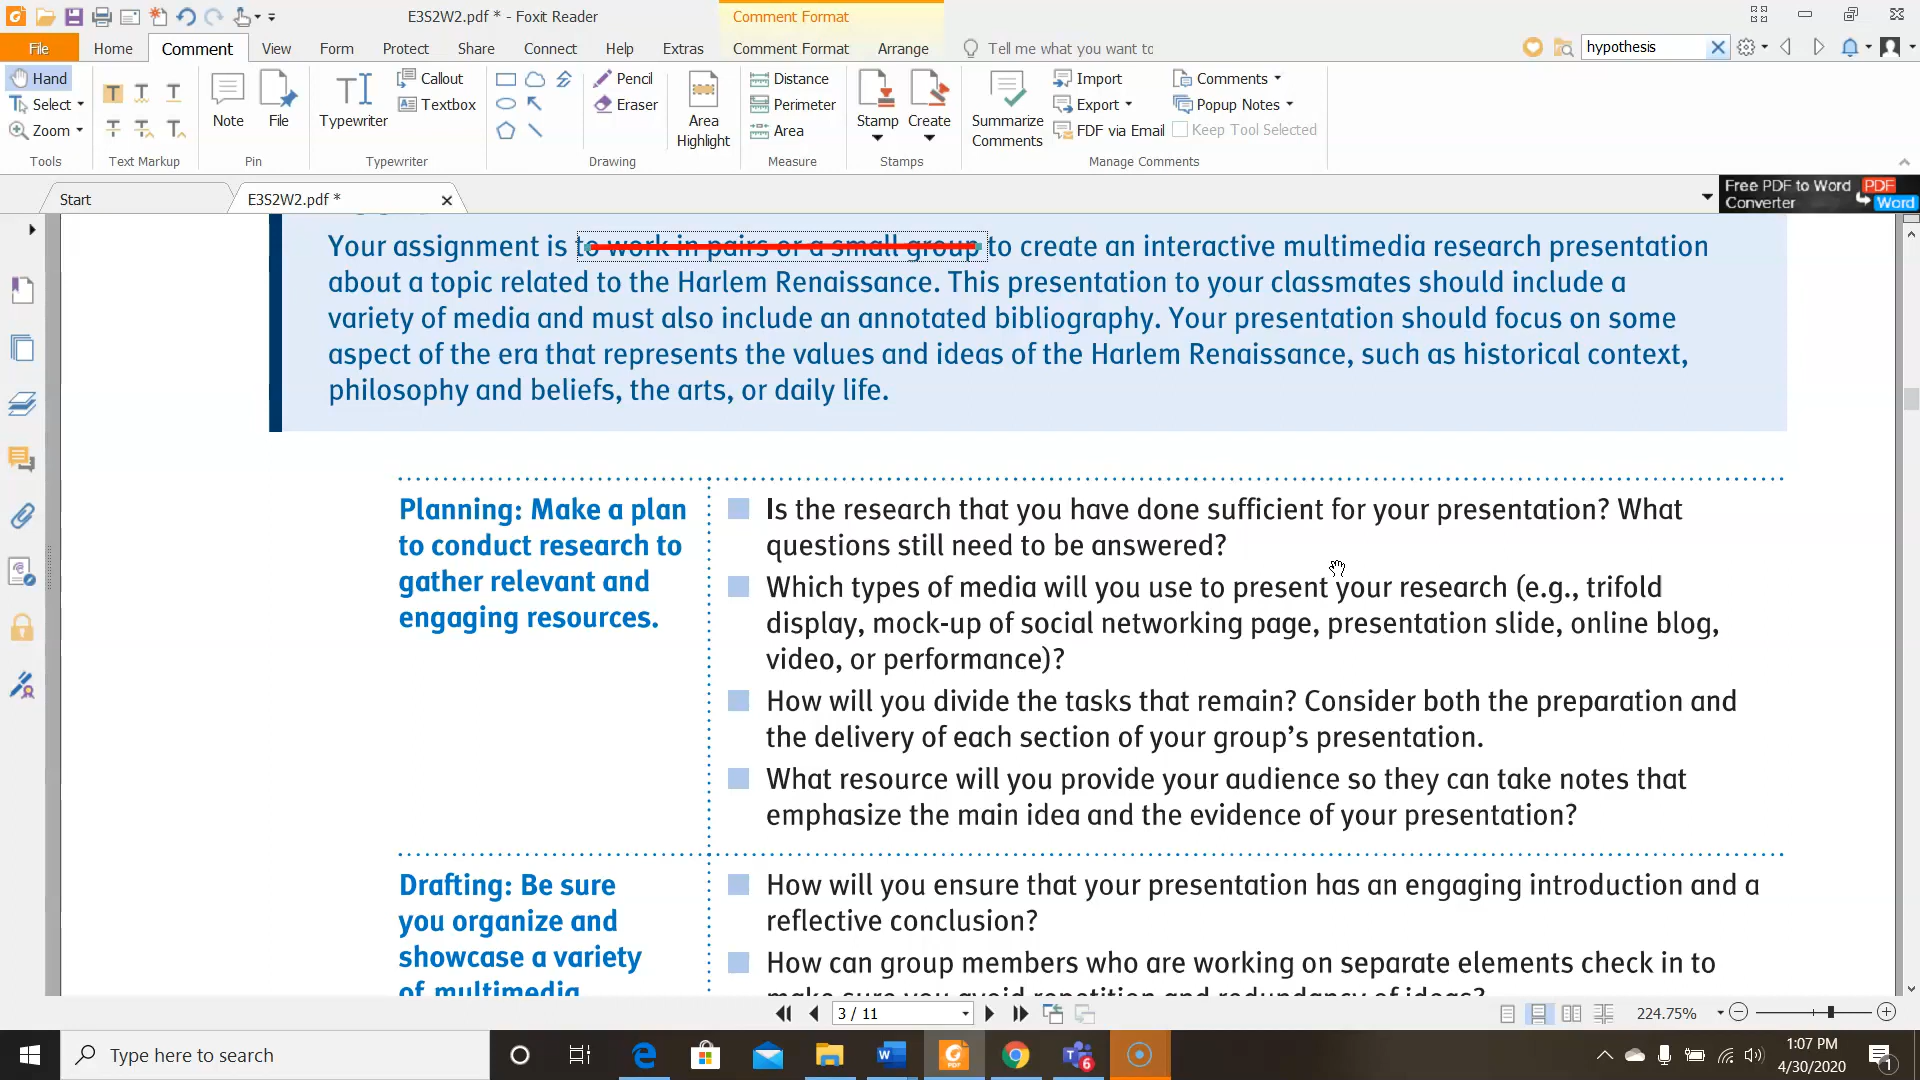 E3S2W2.pdf * - Foxit Reader
Comment Format
File Home Comment View Form Protect Share Connect Help Extras Comment Format Arrange Tell me what you want to hypothesis
Hand
Select
Zoom
Tools
Text Markup
Note
File
Pin
Typewriter
Callout
Textbox
Typewriter
Pencil
Eraser
Drawing
Area
Highlight
Distance
Perimeter
Area
Measure
Stamp
Create
Stamps
Summarize
Comments
Import
Export
FDF via Email
Comments
Popup Notes
Keep Tool Selected
Manage Comments
Start
E3S2W2.pdf *
Free PDF to Word
Converter
PDF
Word
Your assignment is to work in pairs or a small group to create an interactive multimedia research presentation
about a topic related to the Harlem Renaissance. This presentation to your classmates should include a
variety of media and must also include an annotated bibliography. Your presentation should focus on some
aspect of the era that represents the values and ideas of the Harlem Renaissance, such as historical context,
philosophy and beliefs, the arts, or daily life.
Planning: Make a plan
to conduct research to
gather relevant and
engaging resources.
Is the research that you have done sufficient for your presentation? What
questions still need to be answered?
Which types of media will you use to present your research (e.g., trifold
display, mock-up of social networking page, presentation slide, online blog,
video, or performance)?
How will you divide the tasks that remain? Consider both the preparation and
the delivery of each section of your group's presentation.
What resource will you provide your audience so they can take notes that
emphasize the main idea and the evidence of your presentation?
Drafting: Be sure
you organize and
showcase a variety
of multimedia
How will you ensure that your presentation has an engaging introduction and a
reflective conclusion?
How can group members who are working on separate elements check in to
make sure you avoid repetition and redundancy of ideas?
3 / 11
224.75%
Type here to search
6
1:07 PM
4/30/2020
1